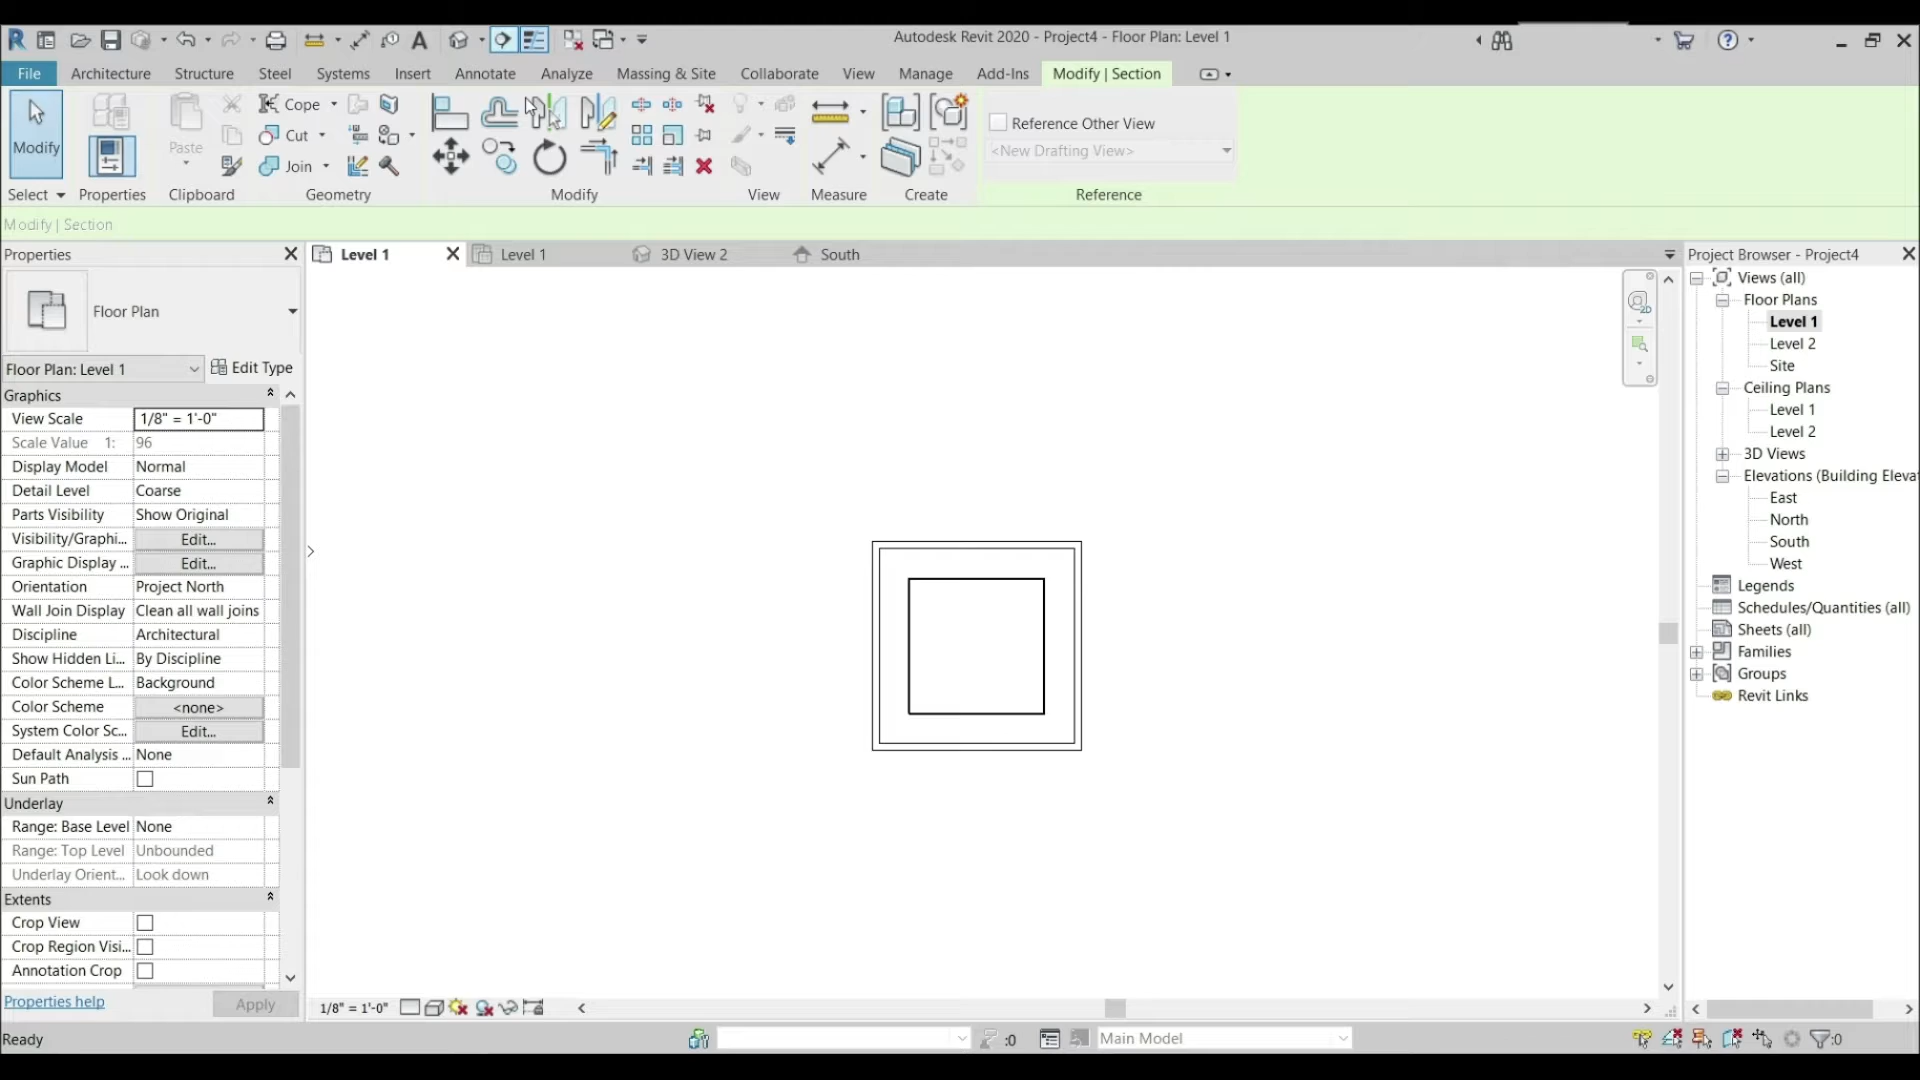 Autodesk Revit 2020 - Project4 - Floor Plan: Level 1
File Architecture Structure Steel Systems Insert Annotate Analyze Massing & Site Collaborate View Manage Add-Ins Modify | Section
Modify
Paste
Cope
Cut
Join
Reference Other View
<New Drafting View>
Select Properties Clipboard Geometry Modify View Measure Create Reference
Modify | Section
Properties
Floor Plan
Floor Plan: Level 1 Edit Type
Graphics
View Scale 1/8" = 1'-0"
Scale Value 1: 96
Display Model Normal
Detail Level Coarse
Parts Visibility Show Original
Visibility/Graphi... Edit...
Graphic Display ... Edit...
Orientation Project North
Wall Join Display Clean all wall joins
Discipline Architectural
Show Hidden Li... By Discipline
Color Scheme L... Background
Color Scheme <none>
System Color Sc... Edit...
Default Analysis ... None
Sun Path
Underlay
Range: Base Level None
Range: Top Level Unbounded
Underlay Orient... Look down
Extents
Crop View
Crop Region Visi...
Annotation Crop
Properties help Apply
Level 1 Level 1 3D View 2 South
2D
1/8" = 1'-0"
Project Browser - Project4
Views (all)
Floor Plans
Level 1
Level 2
Site
Ceiling Plans
Level 1
Level 2
3D Views
Elevations (Building Eleva
East
North
South
West
Legends
Schedules/Quantities (all)
Sheets (all)
Families
Groups
Revit Links
Ready :0 Main Model :0